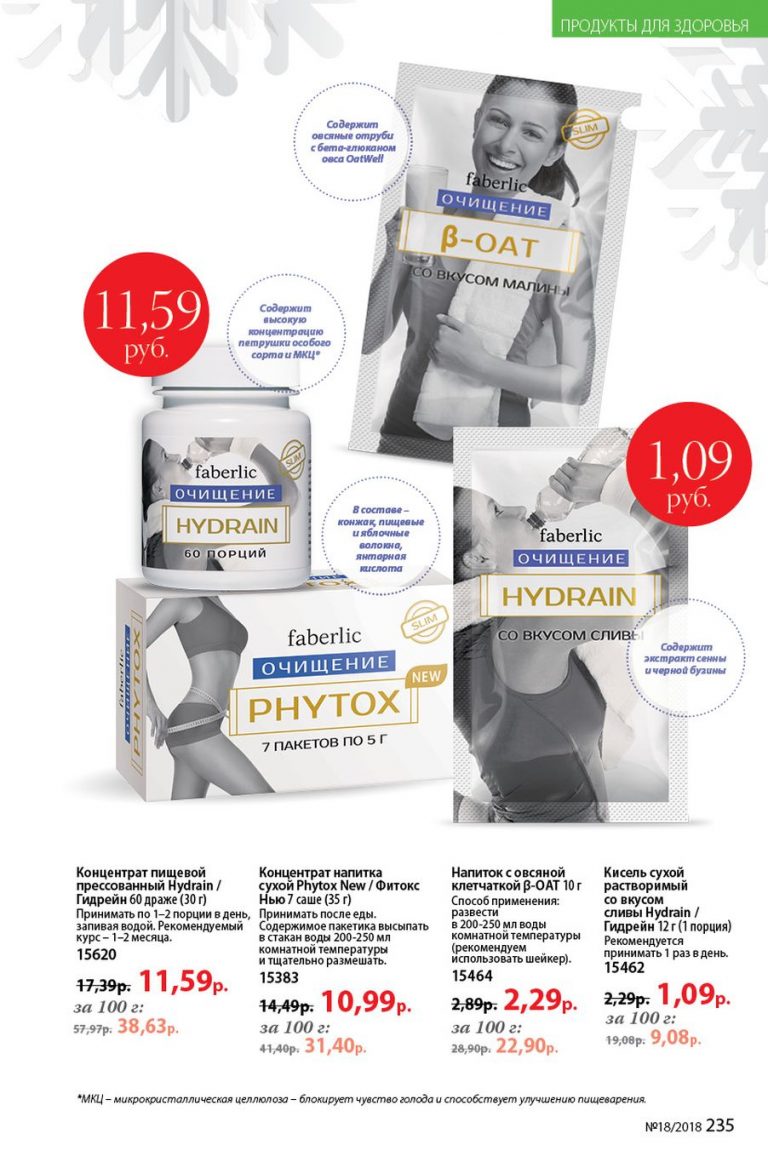 ПРОДУКТЫ ДЛЯ ЗДОРОВЬЯ
Содержит
овсяные отруби
с бета-глюканом
овса OatWell
SLIM
faberlic
ОЧИЩЕНИЕ
β-OAT
СО ВКУСОМ МАЛИНЫ
11,59
руб.
Содержит
высокую
концентрацию
петрушки особого
сорта и МКЦ*
faberlic
SLIM
ОЧИЩЕНИЕ
HYDRAIN
60 ПОРЦИЙ
1,09
руб.
В составе –
конжак, пищевые
и яблочные
волокна,
янтарная
кислота
faberlic
ОЧИЩЕНИЕ
HYDRAIN
СО ВКУСОМ СЛИВЫ
Содержит
экстракт сенны
и черной бузины
faberlic
ОЧИЩЕНИЕ
PHYTOX
faberlic
SLIM
ОЧИЩЕНИЕ
NEW
PHYTOX
7 ПАКЕТОВ ПО 5 Г
Концентрат пищевой
прессованный Hydrain /
Гидрейн 60 драже (30 г)
Принимать по 1–2 порции в день,
запивая водой. Рекомендуемый
курс – 1–2 месяца.
15620
17,39р. 11,59р.
за 100 г:
57,97р. 38,63р.
Концентрат напитка
сухой Phytox New / Фитокс
Нью 7 саше (35 г)
Принимать после еды.
Содержимое пакетика высыпать
в стакан воды 200-250 мл
комнатной температуры
и тщательно размешать.
15383
14,49р. 10,99р.
за 100 г:
41,40р. 31,40р.
Напиток с овсяной
клетчаткой β-OAT 10 г
Способ применения:
развести
в 200-250 мл воды
комнатной температуры
(рекомендуем
использовать шейкер).
15464
2,89р. 2,29р.
за 100 г:
28,90р. 22,90р.
Кисель сухой
растворимый
со вкусом
сливы Hydrain /
Гидрейн 12 г (1 порция)
Рекомендуется
принимать 1 раз в день.
15462
2,29р. 1,09р.
за 100 г:
19,08р. 9,08р.
*МКЦ – микрокристаллическая целлюлоза – блокирует чувство голода и способствует улучшению пищеварения.
№18/2018 235